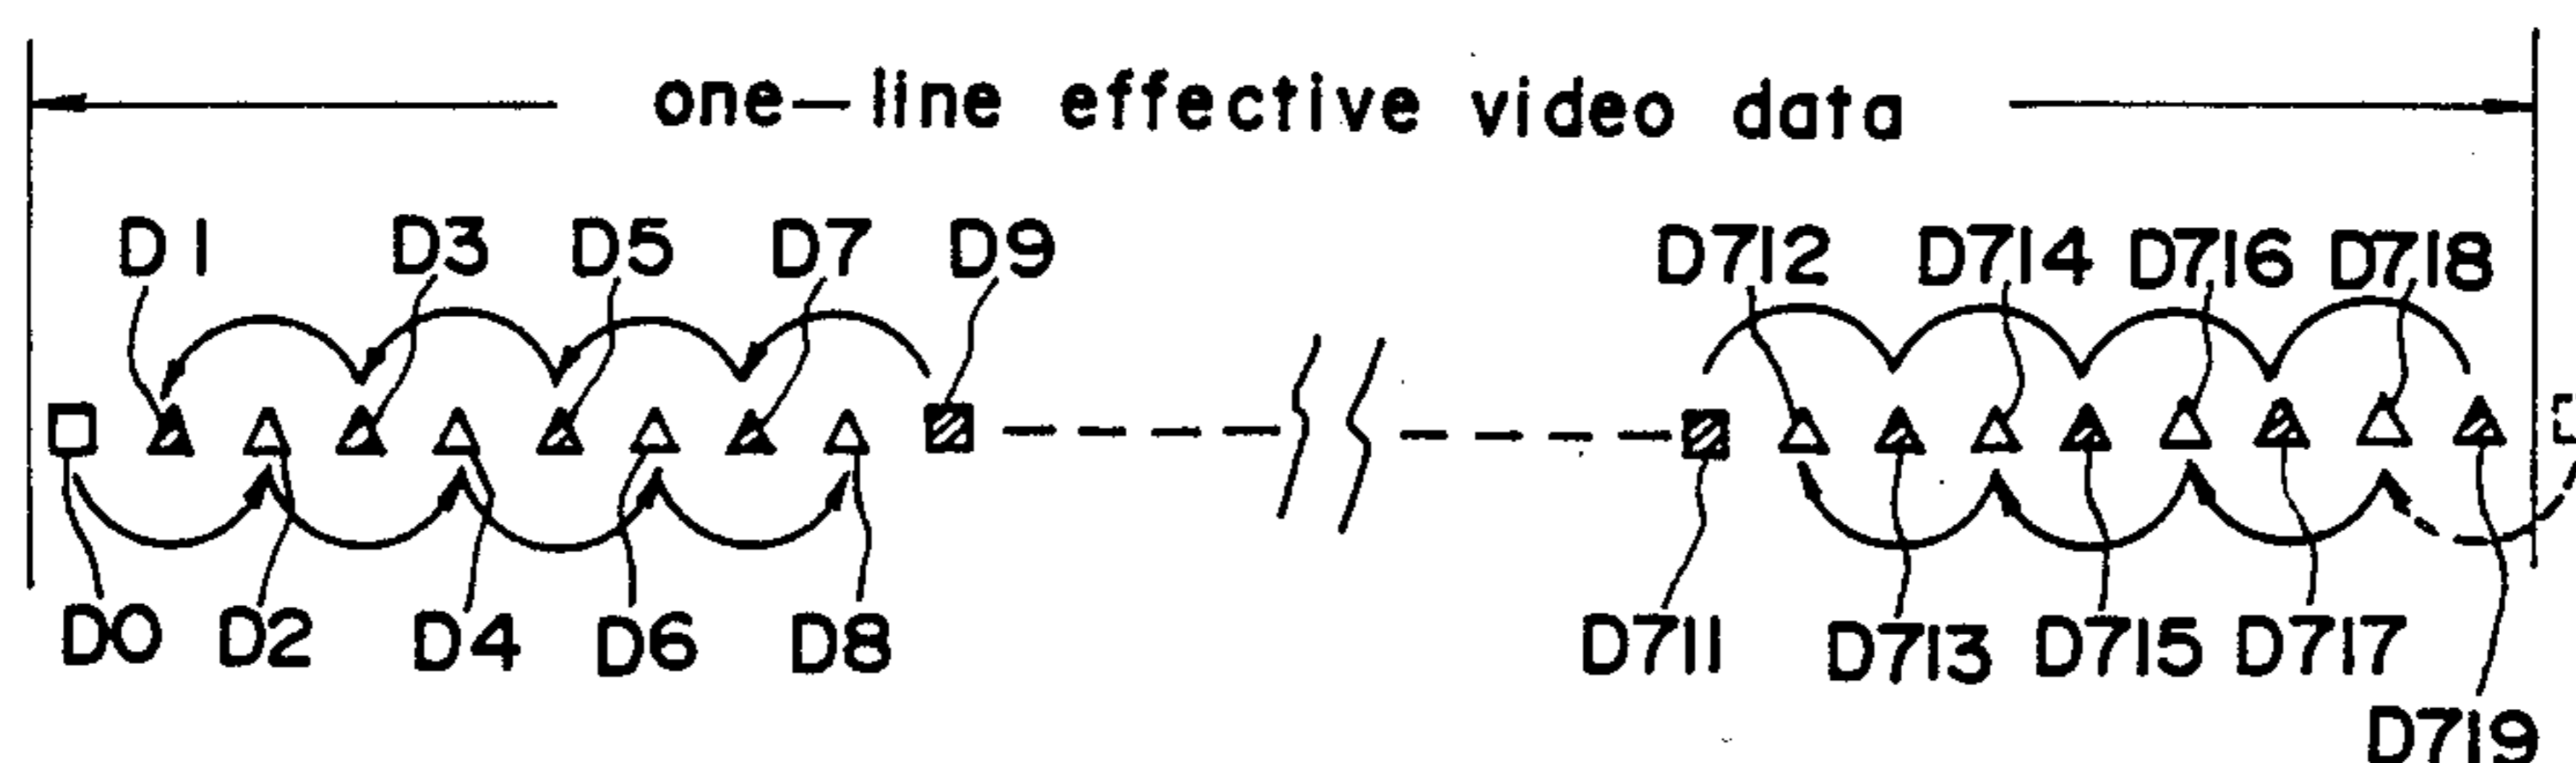 one-line effective video data
D1 D3 D5 D7 D9 D712 D714 D716 D718
D0 D2 D4 D6 D8 D711 D713 D715 D717
D719